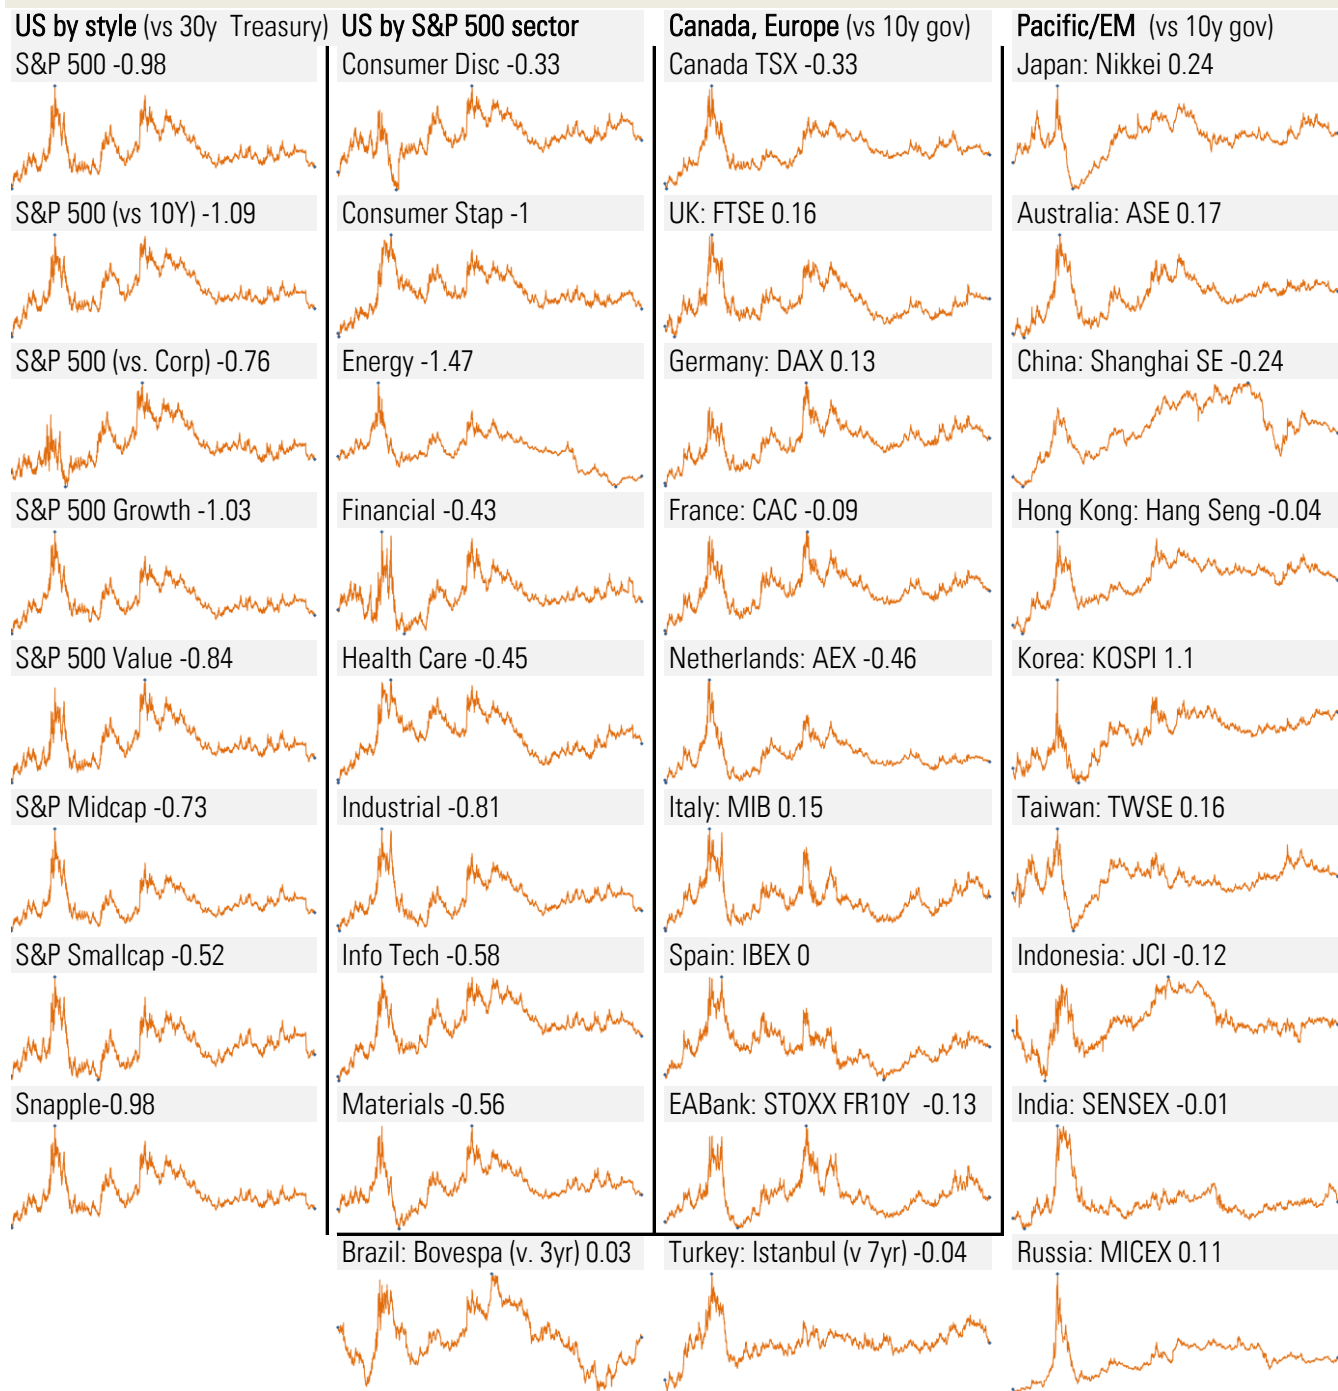 US by style (vs 30y Treasury) US by S&P 500 sector Canada, Europe (vs 10y gov) Pacific/EM (vs 10y gov)
S&P 500 -0.98 Consumer Disc -0.33 Canada TSX -0.33 Japan: Nikkei 0.24
S&P 500 (vs 10Y) -1.09 Consumer Stap -1 UK: FTSE 0.16 Australia: ASE 0.17
S&P 500 (vs. Corp) -0.76 Energy -1.47 Germany: DAX 0.13 China: Shanghai SE -0.24
S&P 500 Growth -1.03 Financial -0.43 France: CAC -0.09 Hong Kong: Hang Seng -0.04
S&P 500 Value -0.84 Health Care -0.45 Netherlands: AEX -0.46 Korea: KOSPI 1.1
S&P Midcap -0.73 Industrial -0.81 Italy: MIB 0.15 Taiwan: TWSE 0.16
S&P Smallcap -0.52 Info Tech -0.58 Spain: IBEX 0 Indonesia: JCI -0.12
Snapple-0.98 Materials -0.56 EABank: STOXX FR10Y -0.13 India: SENSEX -0.01
Brazil: Bovespa (v. 3yr) 0.03 Turkey: Istanbul (v 7yr) -0.04 Russia: MICEX 0.11